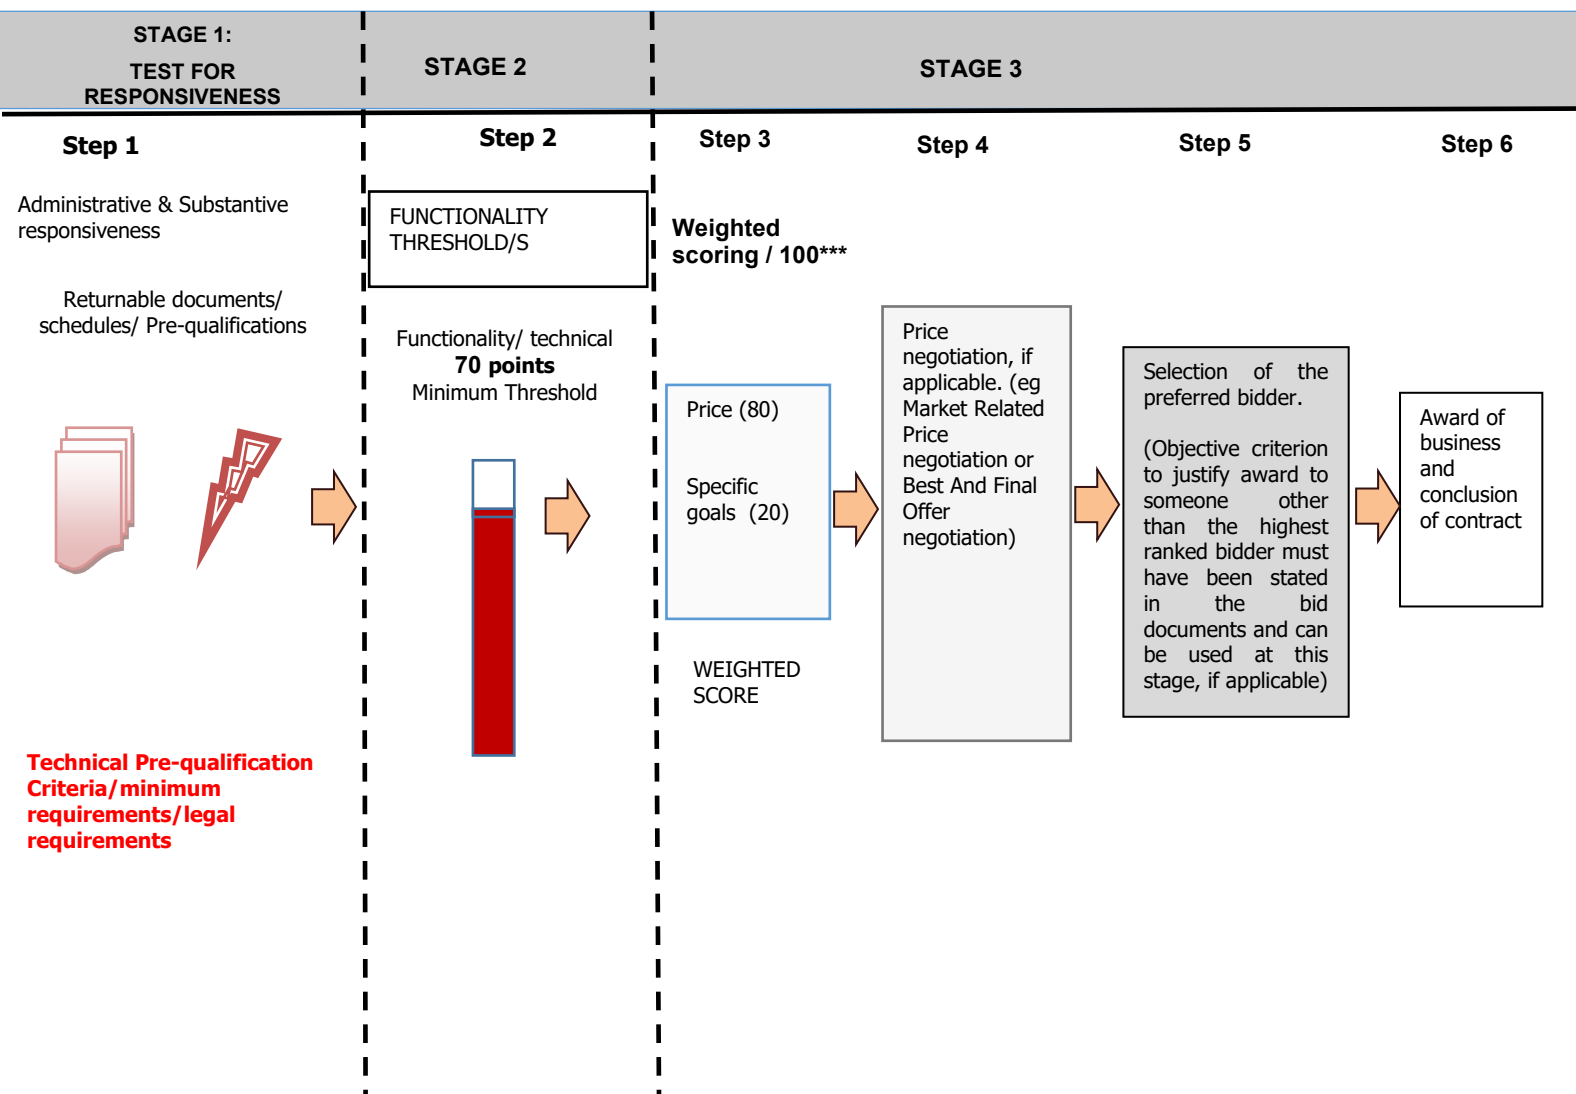 STAGE 1:
TEST FOR
RESPONSIVENESS
STAGE 2
STAGE 3
Step 1
Step 2
Step 3
Step 4
Step 5
Step 6
Administrative & Substantive
responsiveness
Returnable documents/
schedules/ Pre-qualifications
Technical Pre-qualification
Criteria/minimum
requirements/legal
requirements
FUNCTIONALITY
THRESHOLD/S
Functionality/ technical
70 points
Minimum Threshold
Weighted
scoring / 100***
Price (80)
Specific
goals (20)
WEIGHTED
SCORE
Price
negotiation, if
applicable. (eg
Market Related
Price
negotiation or
Best And Final
Offer
negotiation)
Selection of the
preferred bidder.
(Objective criterion
to justify award to
someone other
than the highest
ranked bidder must
have been stated
in the bid
documents and can
be used at this
stage, if applicable)
Award of
business
and
conclusion
of contract